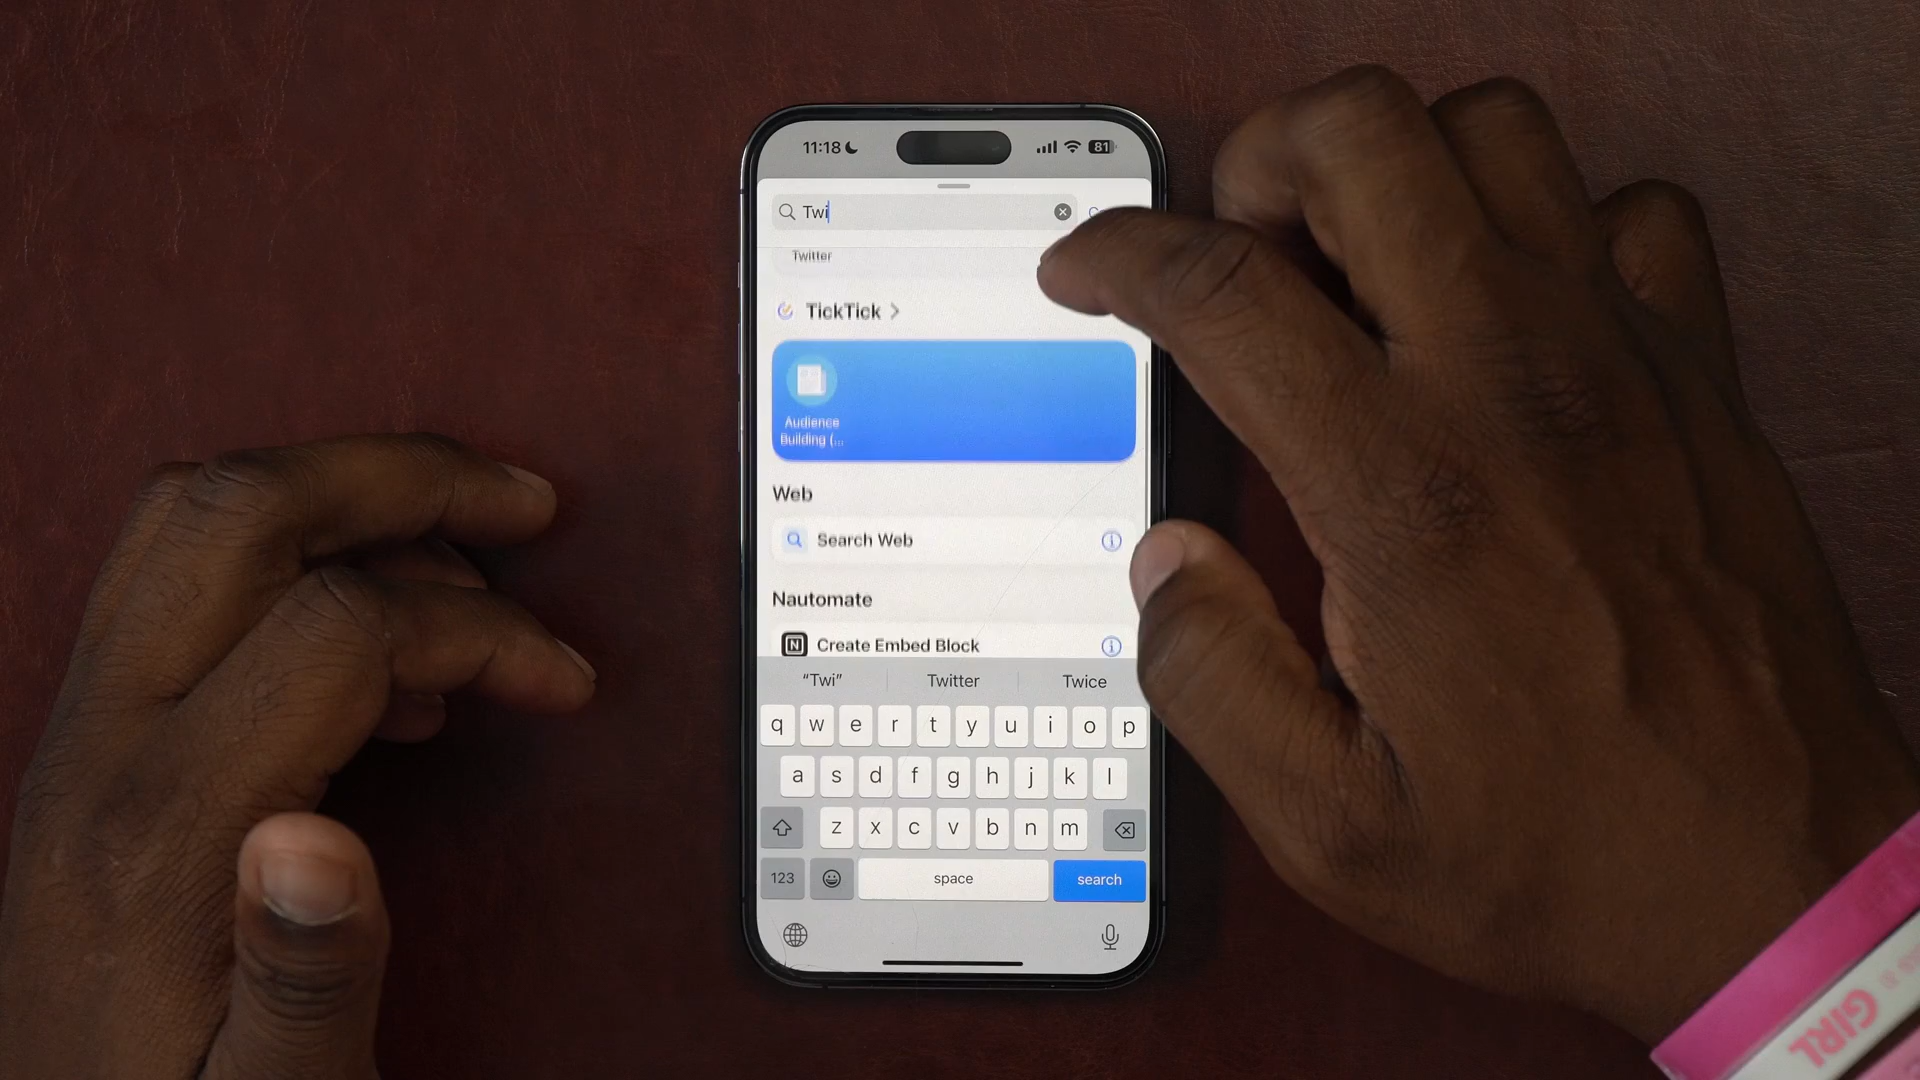 11:18
81
Twi
Twitter
TickTick
Audience
Building (...
Web
Search Web
Nautomate
Create Embed Block
“Twi” Twitter Twice
q w e r t y u i o p
a s d f g h j k l
z x c v b n m
123 space search
GIRL